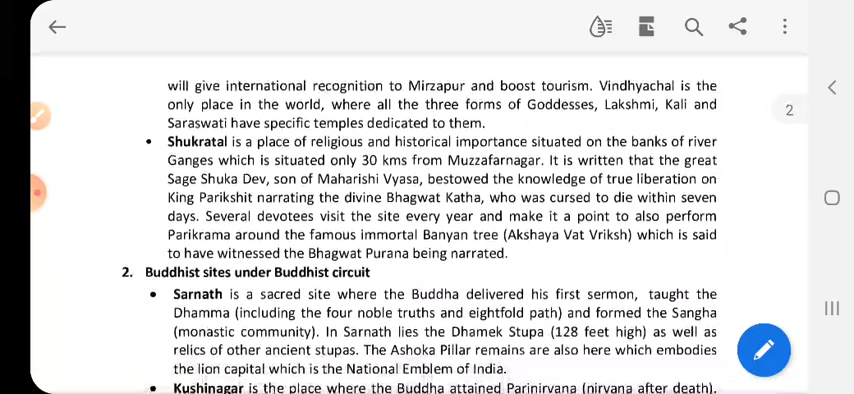 will give international recognition to Mirzapur and boost tourism. Vindhyachal is the
only place in the world, where all the three forms of Goddesses, Lakshmi, Kali and
Saraswati have specific temples dedicated to them.
2
• Shukratal is a place of religious and historical importance situated on the banks of river
Ganges which is situated only 30 kms from Muzzafarnagar. It is written that the great
Sage Shuka Dev, son of Maharishi Vyasa, bestowed the knowledge of true liberation on
King Parikshit narrating the divine Bhagwat Katha, who was cursed to die within seven
days. Several devotees visit the site every year and make it a point to also perform
Parikrama around the famous immortal Banyan tree (Akshaya Vat Vriksh) which is said
to have witnessed the Bhagwat Purana being narrated.
2. Buddhist sites under Buddhist circuit
• Sarnath is a sacred site where the Buddha delivered his first sermon, taught the
Dhamma (including the four noble truths and eightfold path) and formed the Sangha
(monastic community). In Sarnath lies the Dhamek Stupa (128 feet high) as well as
relics of other ancient stupas. The Ashoka Pillar remains are also here which embodies
the lion capital which is the National Emblem of India.
• Kushinagar is the place where the Buddha attained Parinirvana (nirvana after death).